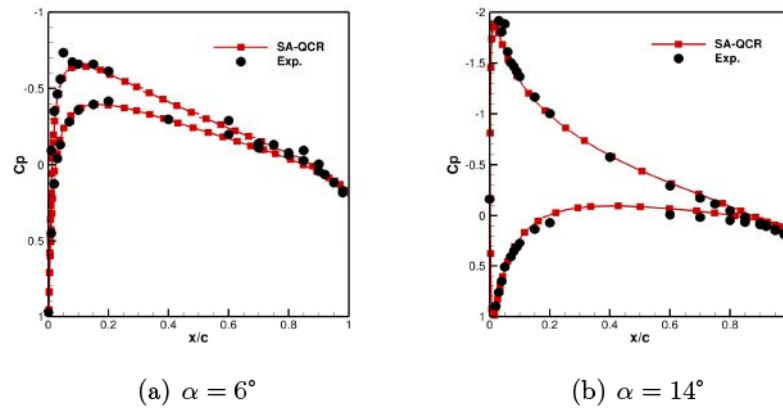 -1
-0.5
0
0.5
1
Cp
0
0.2
0.4
0.6
0.8
1
x/c
SA-QCR
Exp.
(a) α = 6°
-2
-1.5
-1
-0.5
0
0.5
1
Cp
0
0.2
0.4
0.6
0.8
x/c
SA-QCR
Exp.
(b) α = 14°